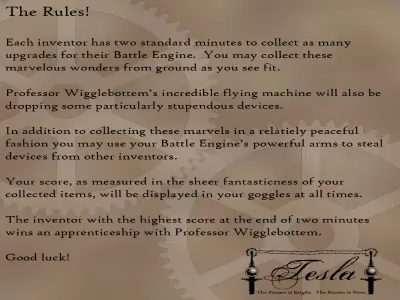 The Rules!
Each inventor has two standard minutes to collect as many
upgrades for their Battle Engine. You may collect these
marvelous wonders from ground as you see fit.
Professor Wigglebottem's incredible flying machine will also be
dropping some particularly stupendous devices.
In addition to collecting these marvels in a relatiely peaceful
fashion you may use your Battle Engine's powerful arms to steal
devices from other inventors.
Your score, as measured in the sheer fantasticness of your
collected items, will be displayed in your goggles at all times.
The inventor with the highest score at the end of two minutes
wins an apprenticeship with Professor Wigglebottem.
Good luck!
Tesla
The Future is Bright. The Future is Now.